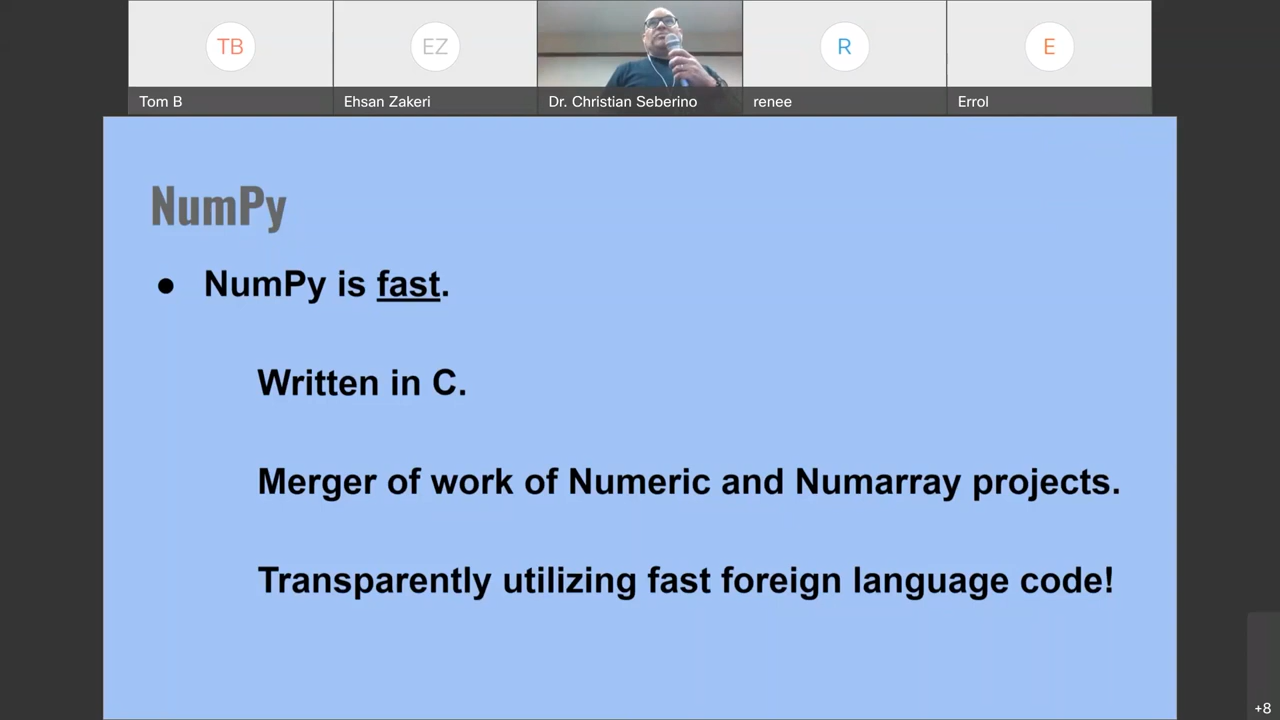 TB
EZ
R
E
Tom B
Ehsan Zakeri
Dr. Christian Seberino
renee
Errol
NumPy
● NumPy is fast.
Written in C.
Merger of work of Numeric and Numarray projects.
Transparently utilizing fast foreign language code!
+8